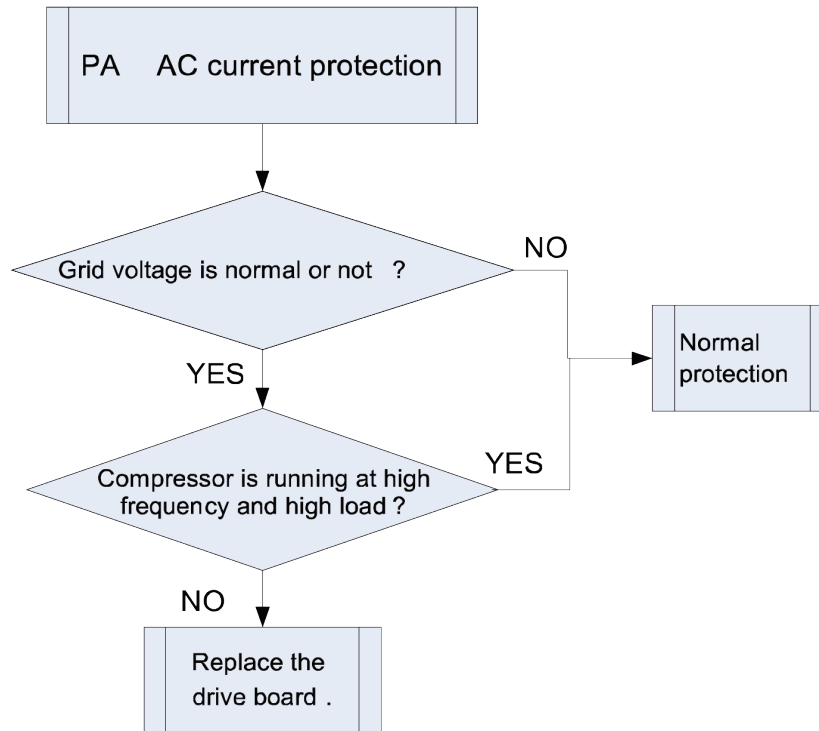 PA AC current protection
Grid voltage is normal or not ?
NO
Normal
protection
YES
Compressor is running at high
frequency and high load ?
YES
NO
Replace the
drive board .